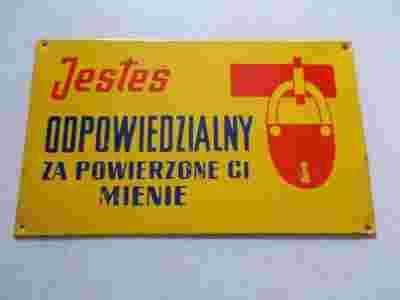 Jesteś
ODPOWIEDZIALNY
ZA POWIERZONE CI
MIENIE